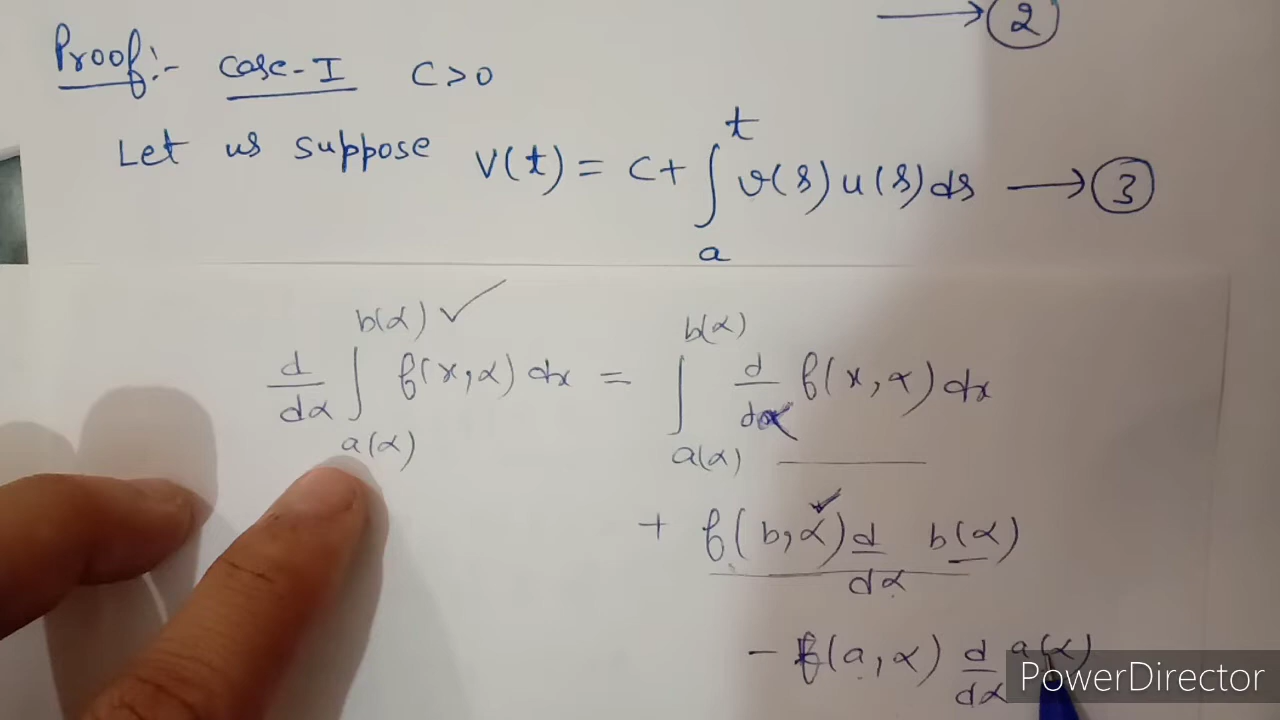 ⟶ ②
Proof:- Case-I C>0
Let us suppose V(t) = C + ∫ₐᵗ v(s) u(s) ds ⟶ ③
d/dα ∫_{a(α)}^{b(α)} f(x,α) dx = ∫_{a(α)}^{b(α)} d/dα f(x,α) dx
+ f(b,α) d/dα b(α)
- f(a,α) d/dα a(α)
PowerDirector